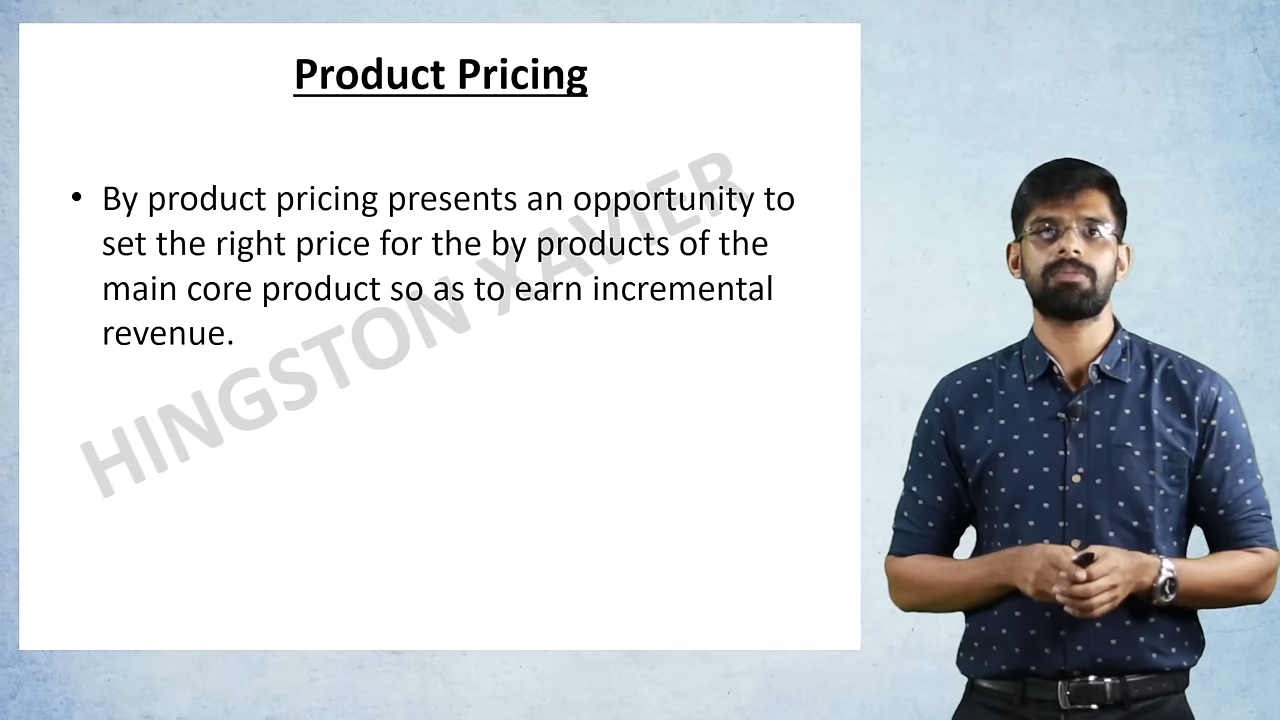 Product Pricing
• By product pricing presents an opportunity to
set the right price for the by products of the
main core product so as to earn incremental
revenue.
HINGSTON XAVIER